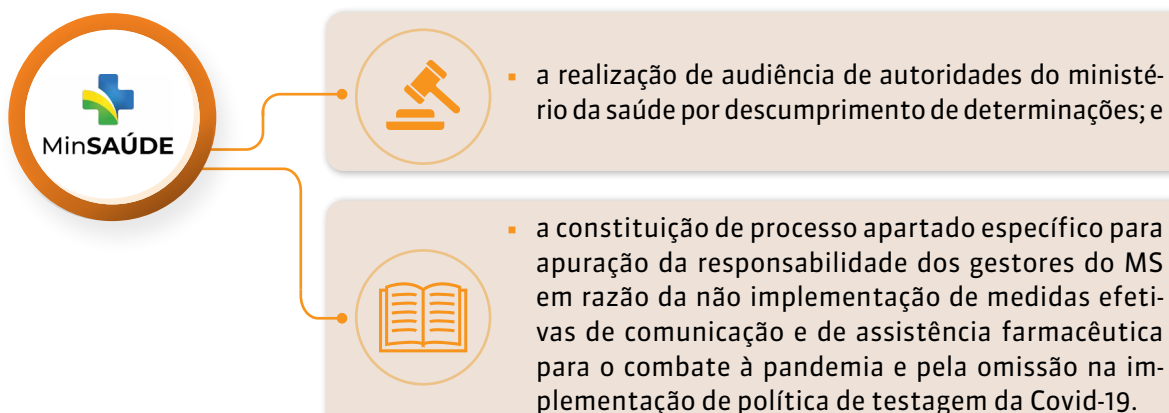 MinSAÚDE
▪ a realização de audiência de autoridades do ministé-
rio da saúde por descumprimento de determinações; e
▪ a constituição de processo apartado específico para
apuração da responsabilidade dos gestores do MS
em razão da não implementação de medidas efeti-
vas de comunicação e de assistência farmacêutica
para o combate à pandemia e pela omissão na im-
plementação de política de testagem da Covid-19.